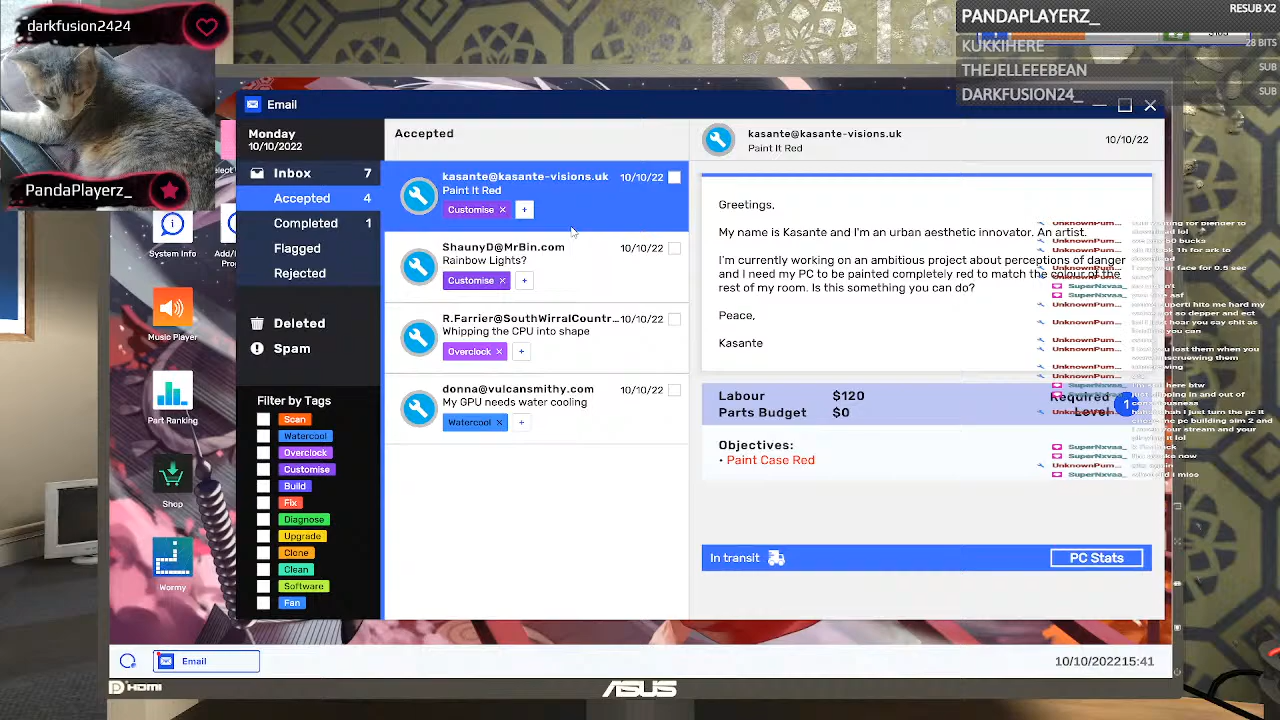 darkfusion2424
PandaPlayerz_
PANDAPLAYERZ_
RESUB X2
KUKKIHERE
28 BITS
THEJELLEEBEAN
SUB
DARKFUSION24_
SUB
Email
Monday
10/10/2022
Inbox 7
Accepted 4
Completed 1
Flagged
Rejected
Deleted
Spam
Filter by Tags
Scan
Watercool
Overclock
Customise
Build
Fix
Diagnose
Upgrade
Clone
Clean
Software
Fan
Accepted
kasante@kasante-visions.uk 10/10/22
Paint It Red
Customise × +
ShaunyD@MrBin.com 10/10/22
Rainbow Lights?
Customise × +
10/10/22
Whipping the CPU into shape
Overclock × +
donna@vulcansmithy.com 10/10/22
My GPU needs water cooling
Watercool × +
kasante@kasante-visions.uk
Paint It Red
10/10/22
Greetings,
My name is Kasante and I'm an urban aesthetic innovator. An artist.
I'm currently working on an ambitious project about perceptions of danger
and I need my PC to be painted completely red to match the colour of the
rest of my room. Is this something you can do?
Peace,
Kasante
Labour $120
Parts Budget $0
Required
Level 1
Objectives:
• Paint Case Red
In transit
PC Stats
System Info
Music Player
Part Ranking
Shop
Wormy
Email
10/10/2022 15:41
HDMI
ASUS